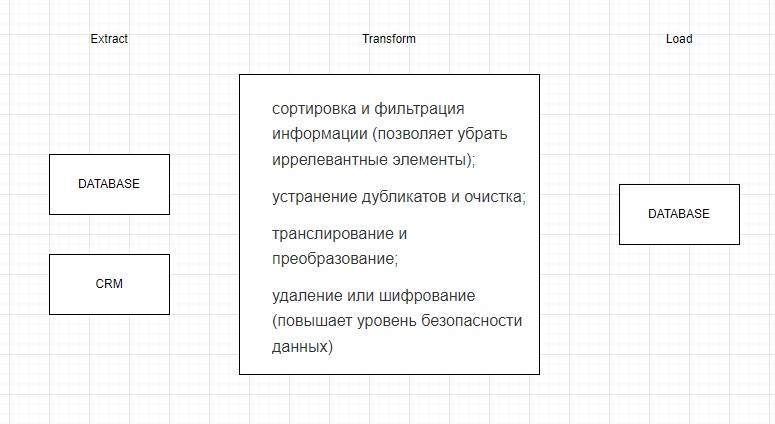 Extract
Transform
Load
DATABASE
CRM
сортировка и фильтрация
информации (позволяет убрать
иррелевантные элементы);
устранение дубликатов и очистка;
транслирование и
преобразование;
удаление или шифрование
(повышает уровень безопасности
данных)
DATABASE